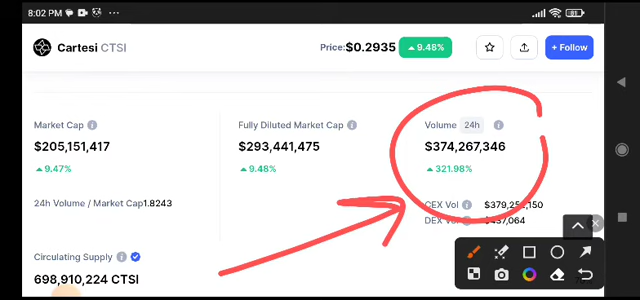 8:02 PM
81
Cartesi CTSI
Price:$0.2935 9.48%
+ Follow
Market Cap
$205,151,417
9.47%
24h Volume / Market Cap1.8243
Fully Diluted Market Cap
$293,441,475
9.48%
Volume 24h
$374,267,346
321.98%
CEX Vol
DEX Vol
Circulating Supply
698,910,224 CTSI